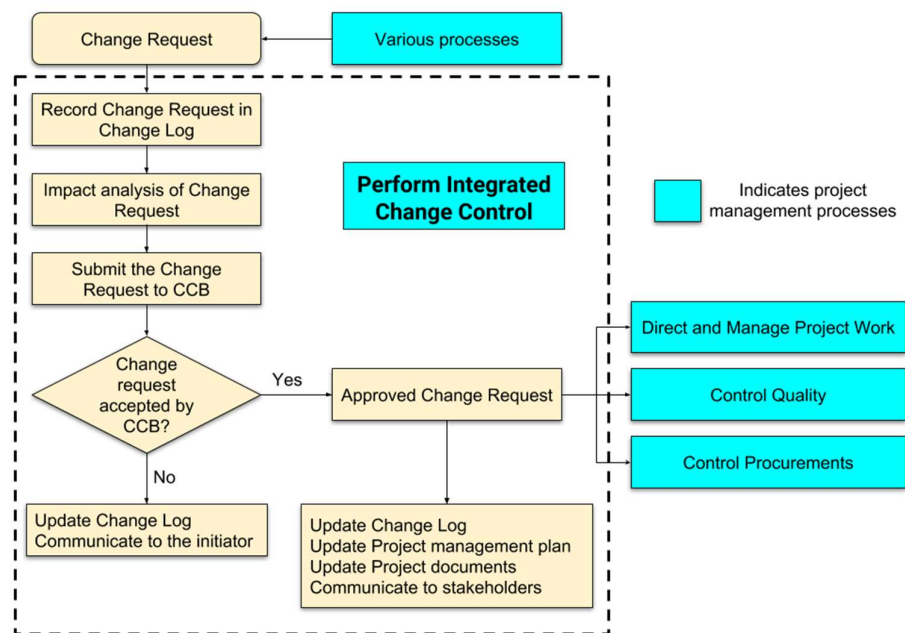 Change Request
Various processes
Record Change Request in
Change Log
Impact analysis of Change
Request
Perform Integrated
Change Control
Indicates project
management processes
Submit the Change
Request to CCB
Direct and Manage Project Work
Change
request
accepted by
CCB?
Yes
Approved Change Request
Control Quality
Control Procurements
No
Update Change Log
Communicate to the initiator
Update Change Log
Update Project management plan
Update Project documents
Communicate to stakeholders